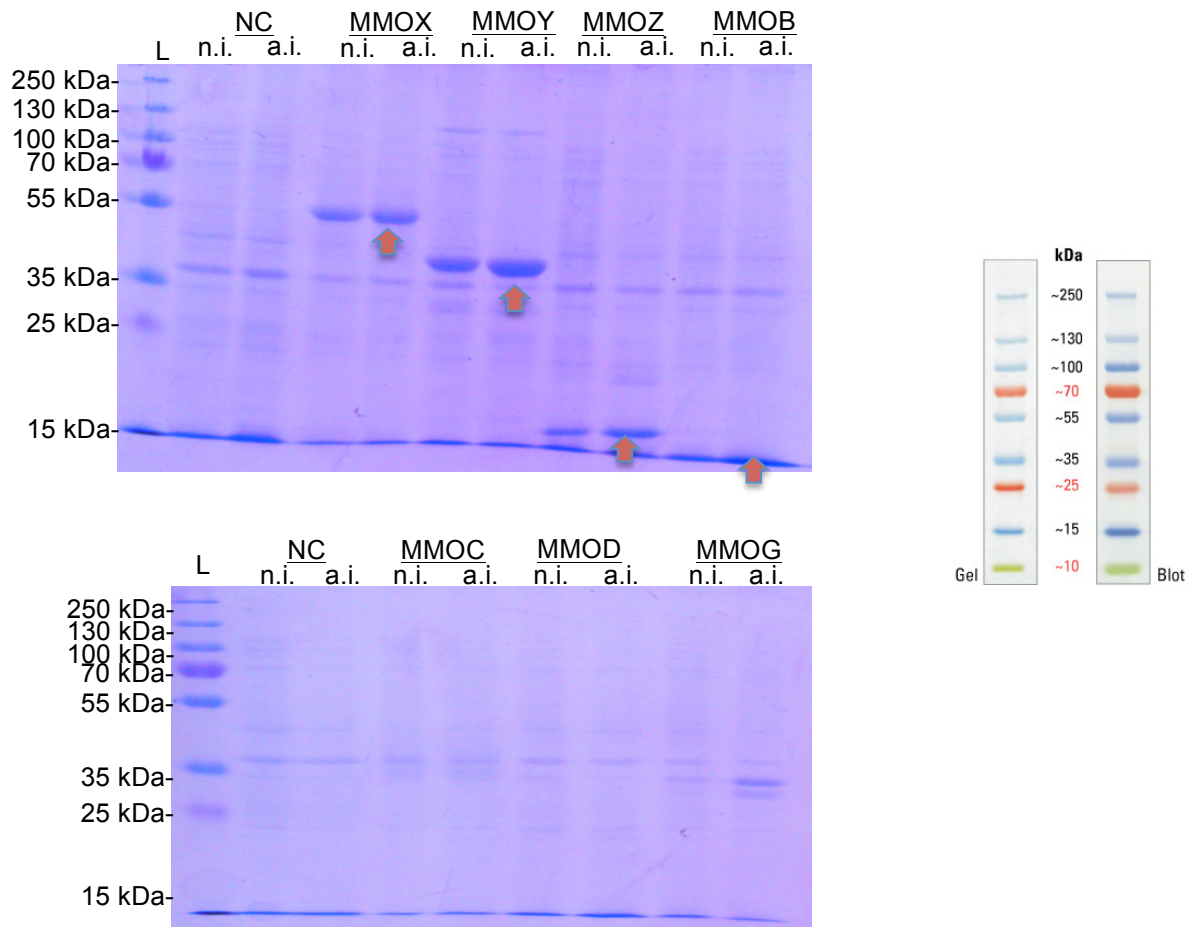 NC MMOX MMOY MMOZ MMOB
L n.i. a.i. n.i. a.i. n.i. a.i. n.i. a.i. n.i. a.i.
250 kDa-
130 kDa-
100 kDa-
70 kDa-
55 kDa-
35 kDa-
25 kDa-
15 kDa-
NC MMOC MMOD MMOG
L n.i. a.i. n.i. a.i. n.i. a.i. n.i. a.i.
250 kDa-
130 kDa-
100 kDa-
70 kDa-
55 kDa-
35 kDa-
25 kDa-
15 kDa-
kDa
~250
~130
~100
~70
~55
~35
~25
~15
~10
Gel Blot